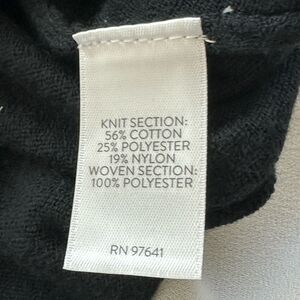 KNIT SECTION:
56% COTTON
25% POLYESTER
19% NYLON
WOVEN SECTION:
100% POLYESTER
RN 97641